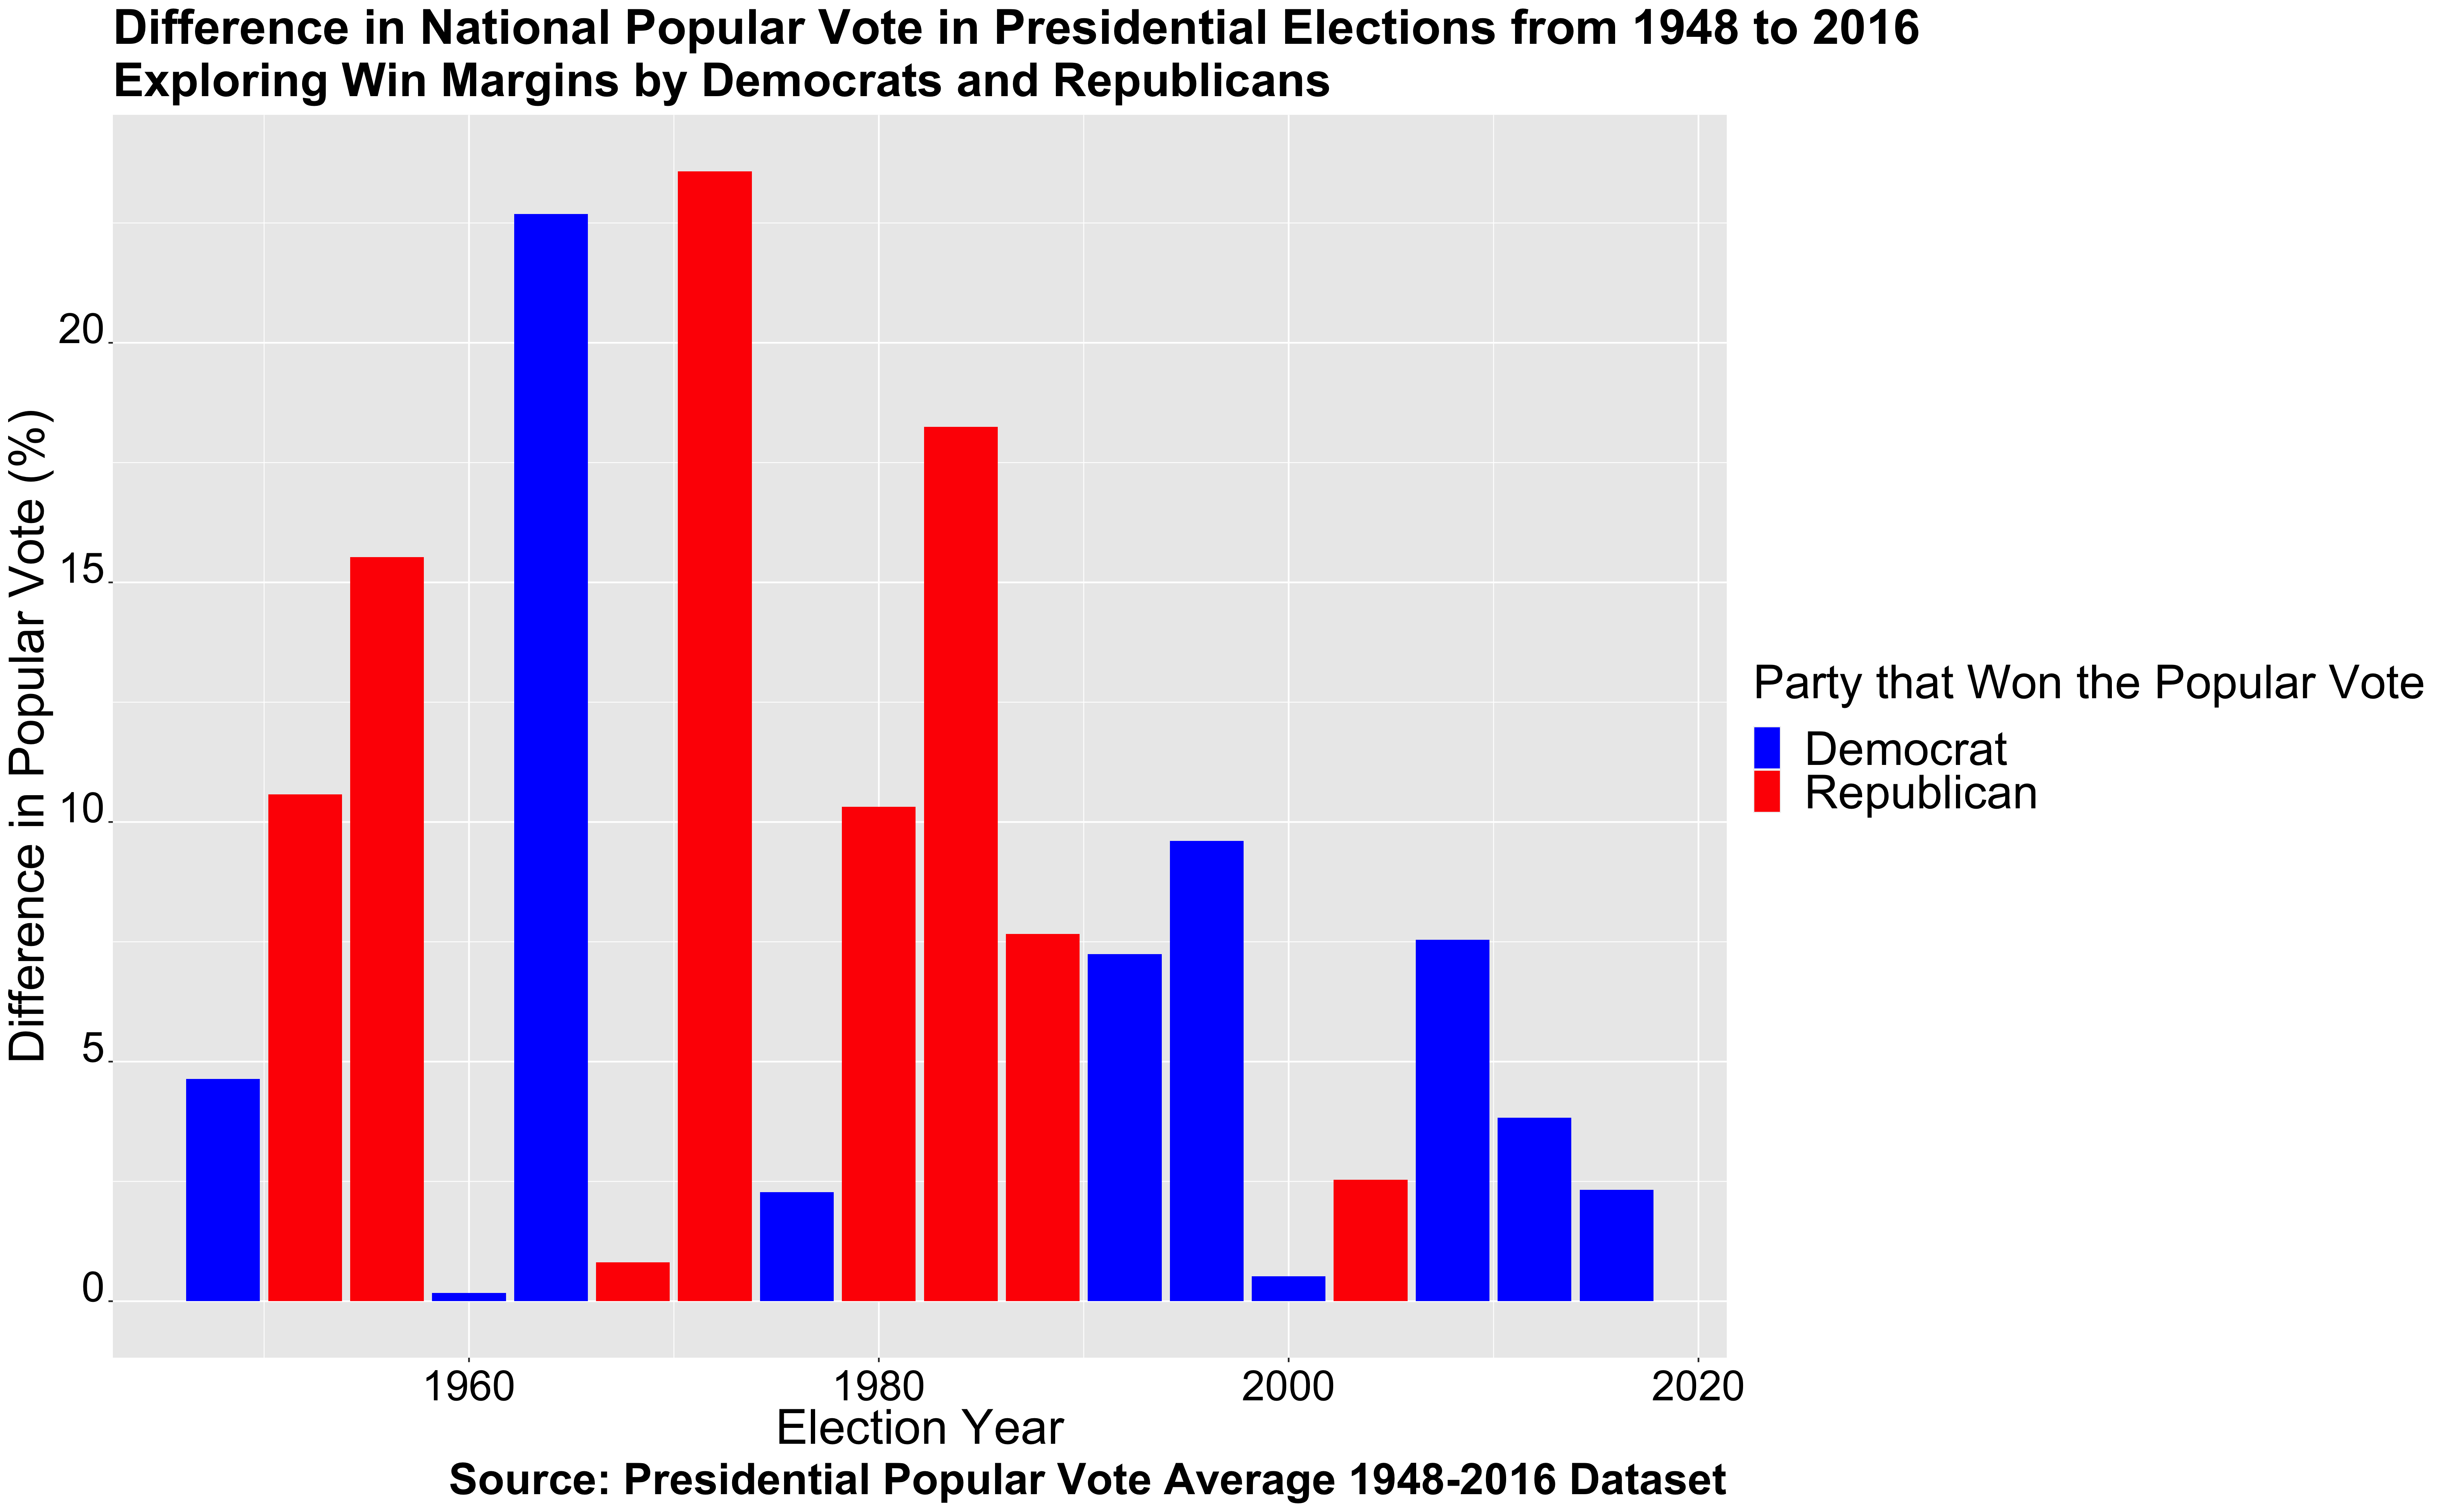 Difference in National Popular Vote in Presidential Elections from 1948 to 2016
Exploring Win Margins by Democrats and Republicans
Difference in Popular Vote (%)
20
15
10
5
0
1960 1980 2000 2020
Election Year
Source: Presidential Popular Vote Average 1948-2016 Dataset
Party that Won the Popular Vote
Democrat
Republican